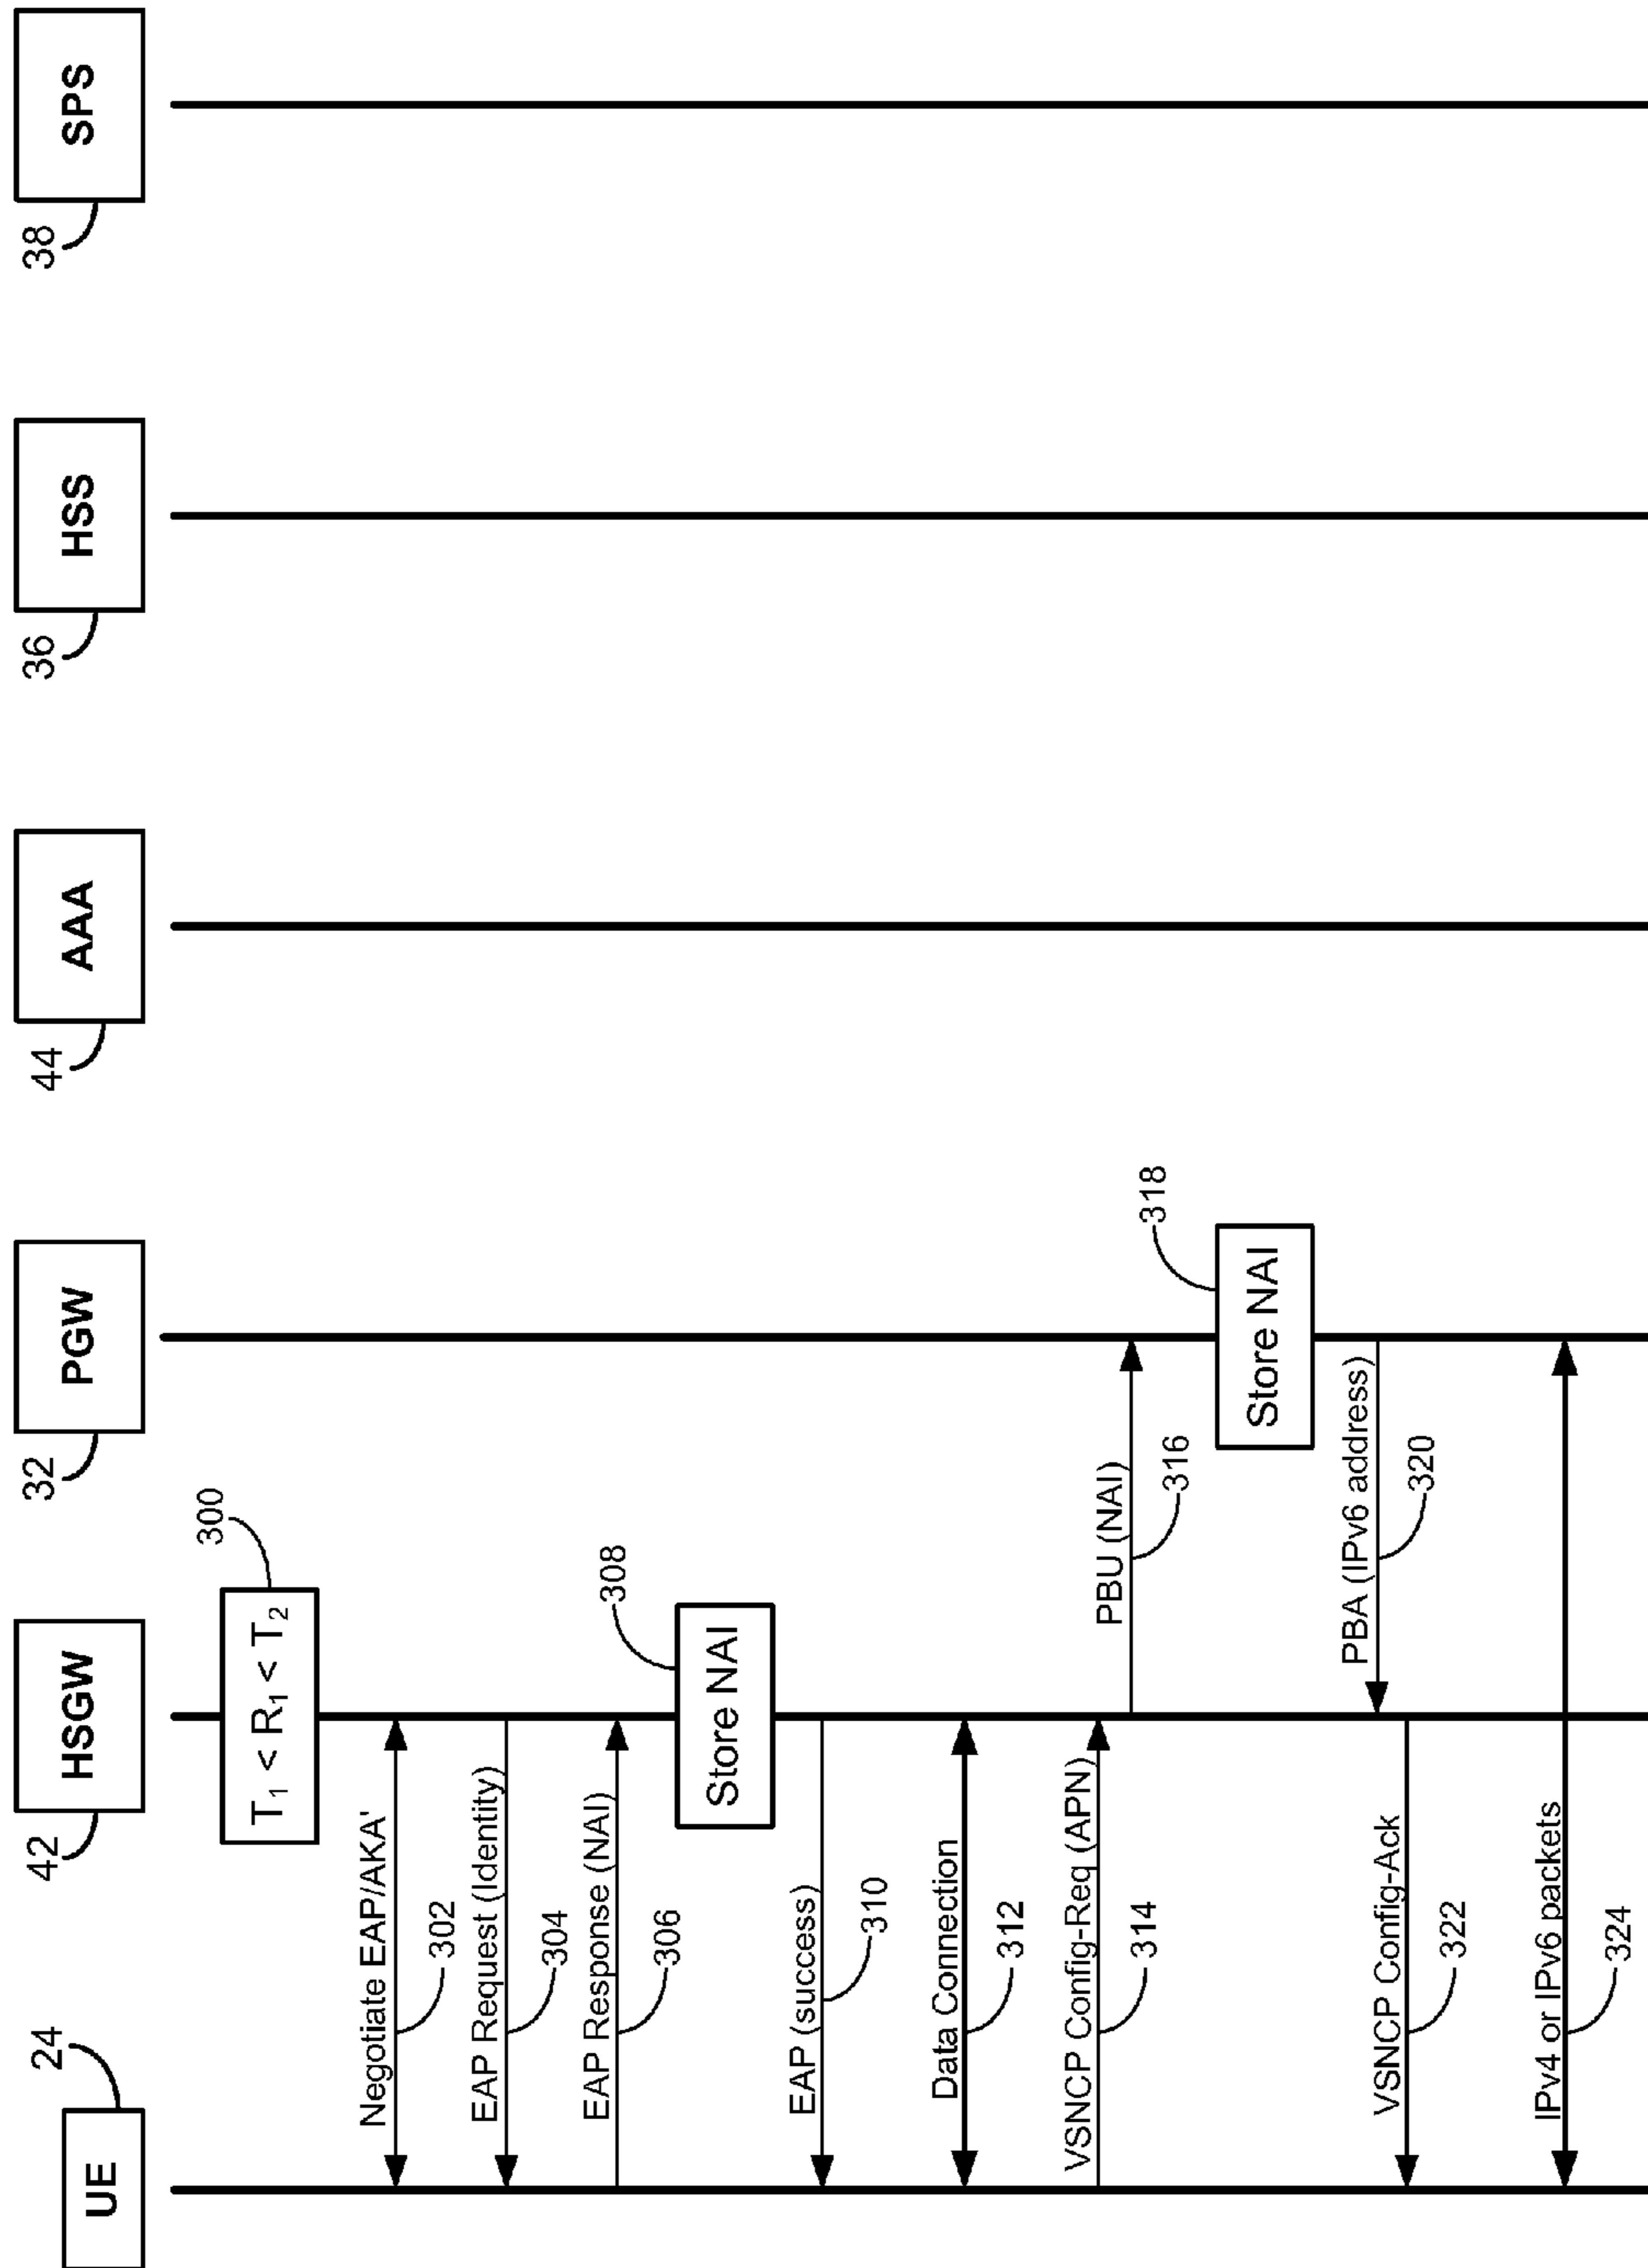 UE
24
HSGW
42
PGW
32
AAA
44
HSS
36
SPS
38
T1 < R1 < T2
300
Negotiate EAP/AKA'
302
EAP Request (Identity)
304
EAP Response (NAI)
306
Store NAI
308
EAP (success)
310
Data Connection
312
VSNCP Config-Req (APN)
314
PBU (NAI)
316
Store NAI
318
PBA (IPv6 address)
320
VSNCP Config-Ack
322
IPv4 or IPv6 packets
324